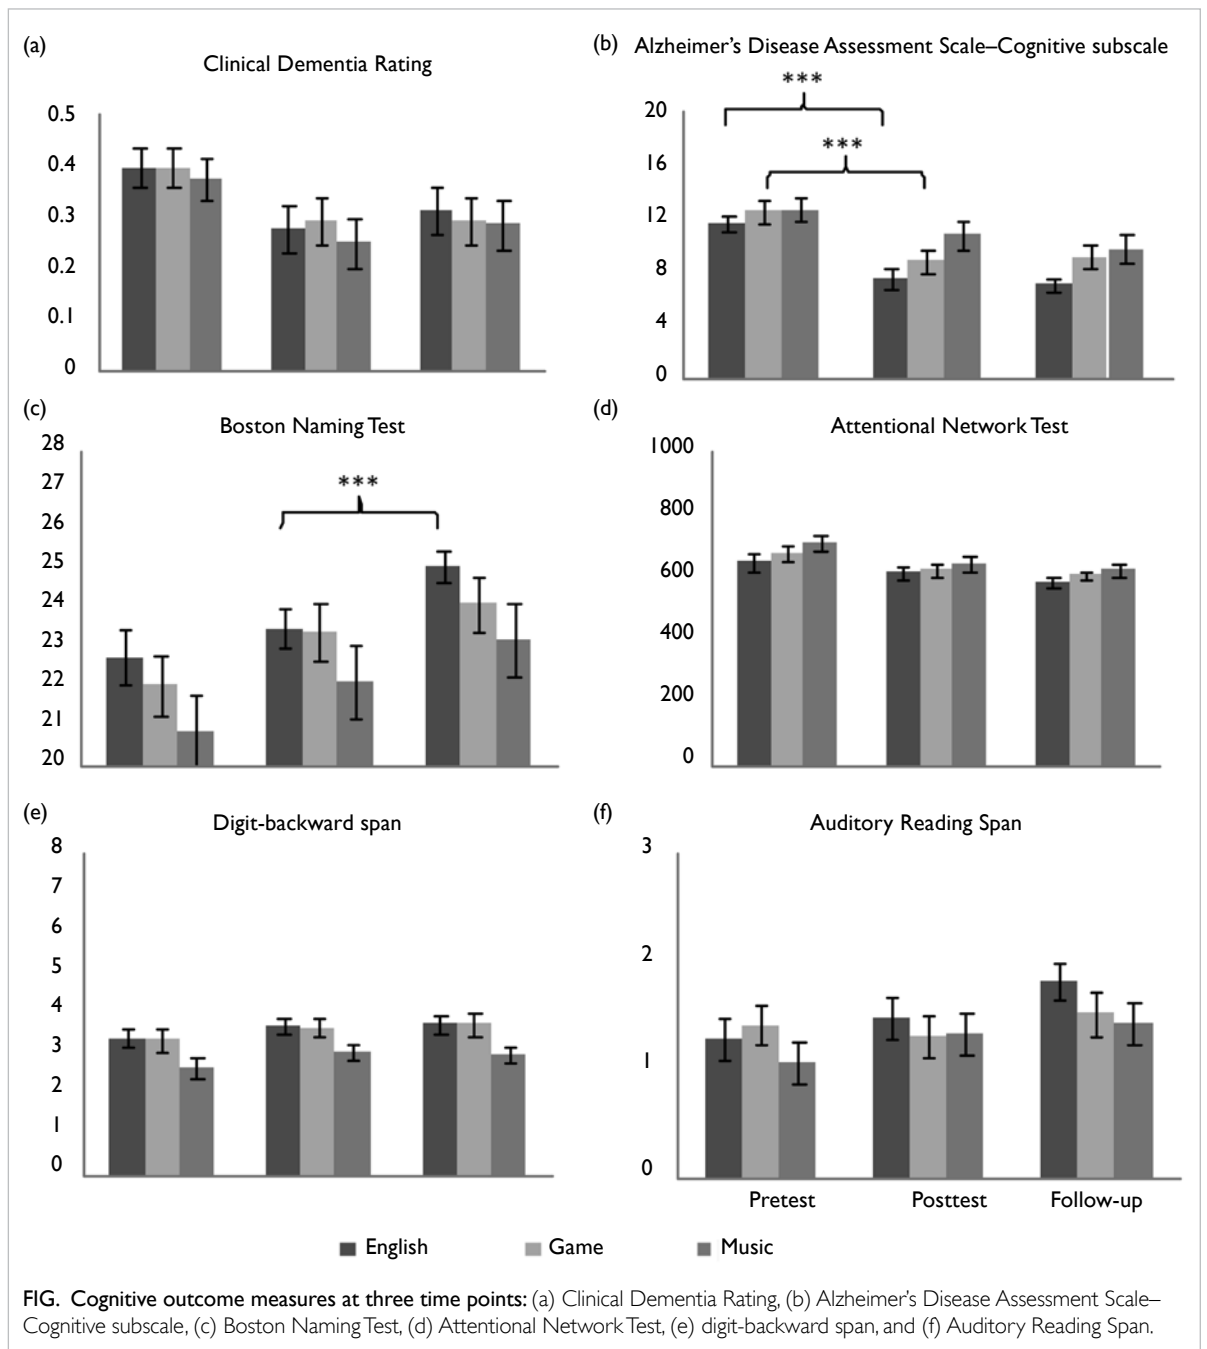 (a)
Clinical Dementia Rating
0.5
0.4
0.3
0.2
0.1
0
(b) Alzheimer's Disease Assessment Scale–Cognitive subscale
***
***
20
16
12
8
4
0
(c)
Boston Naming Test
***
28
27
26
25
24
23
22
21
20
(d)
Attentional Network Test
1000
800
600
400
200
0
(e)
Digit-backward span
8
7
6
5
4
3
2
1
0
(f)
Auditory Reading Span
3
2
1
0
Pretest Posttest Follow-up
English Game Music
FIG. Cognitive outcome measures at three time points: (a) Clinical Dementia Rating, (b) Alzheimer's Disease Assessment Scale–
Cognitive subscale, (c) Boston Naming Test, (d) Attentional Network Test, (e) digit-backward span, and (f) Auditory Reading Span.